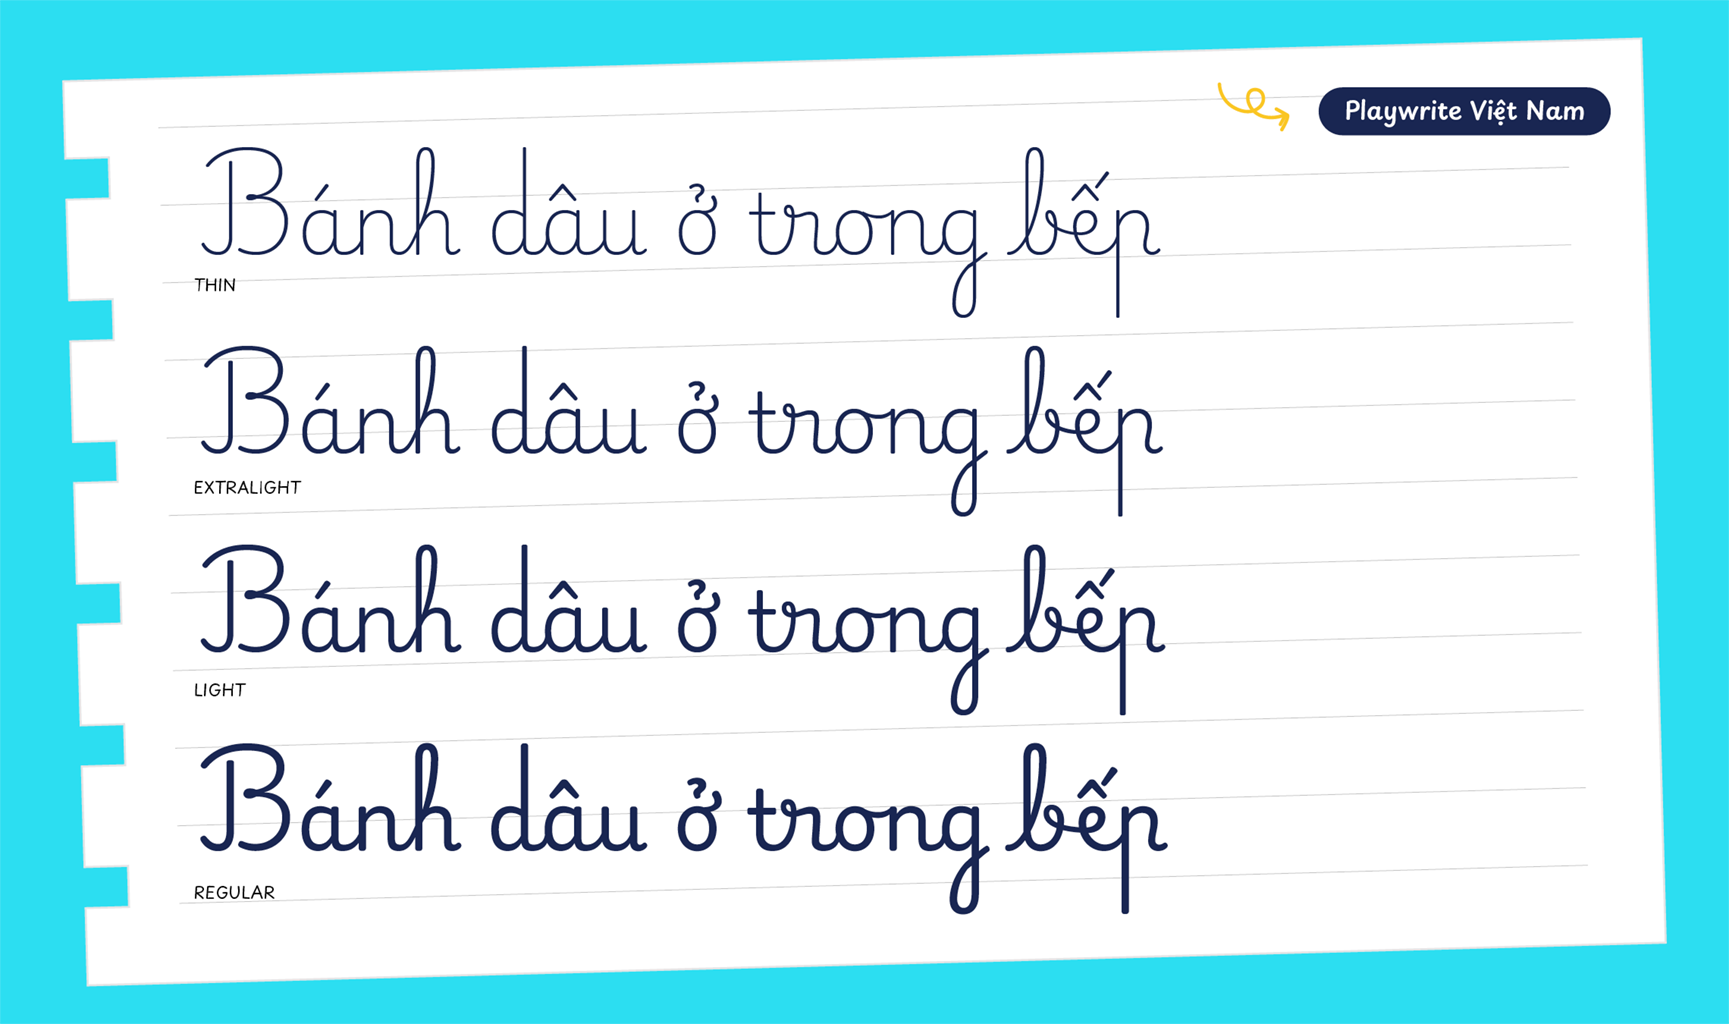 Playwrite Việt Nam
Bánh dâu ở trong bếp
THIN
Bánh dâu ở trong bếp
EXTRALIGHT
Bánh dâu ở trong bếp
LIGHT
Bánh dâu ở trong bếp
REGULAR